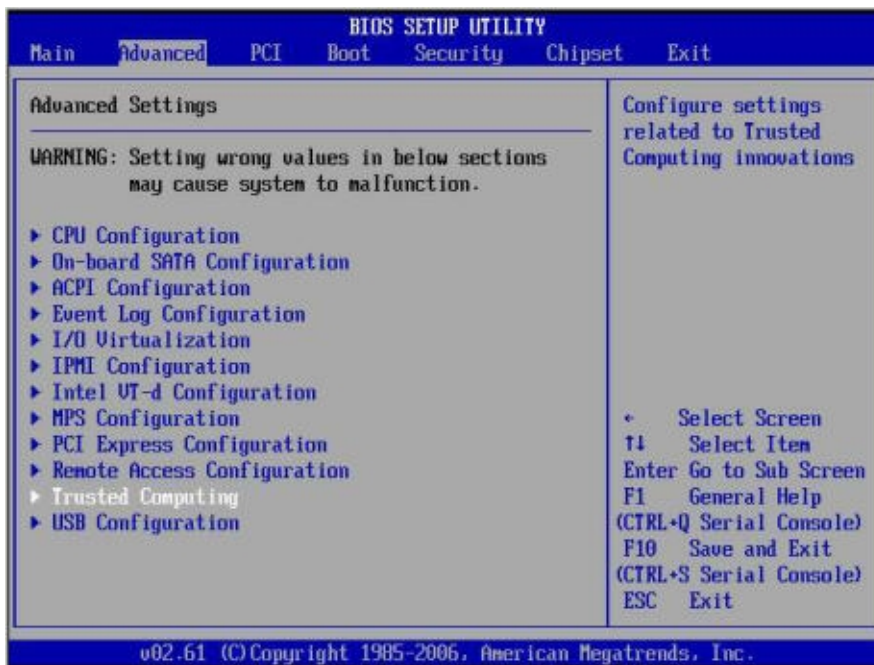 BIOS SETUP UTILITY
Main Advanced PCI Boot Security Chipset Exit
Advanced Settings
WARNING: Setting wrong values in below sections
may cause system to malfunction.
▶ CPU Configuration
▶ On-board SATA Configuration
▶ ACPI Configuration
▶ Event Log Configuration
▶ I/O Virtualization
▶ IPMI Configuration
▶ Intel VT-d Configuration
▶ MPS Configuration
▶ PCI Express Configuration
▶ Remote Access Configuration
▶ Trusted Computing
▶ USB Configuration
Configure settings
related to Trusted
Computing innovations
← Select Screen
↑↓ Select Item
Enter Go to Sub Screen
F1 General Help
(CTRL+Q Serial Console)
F10 Save and Exit
(CTRL+S Serial Console)
ESC Exit
v02.61 (C)Copyright 1985-2006, American Megatrends, Inc.